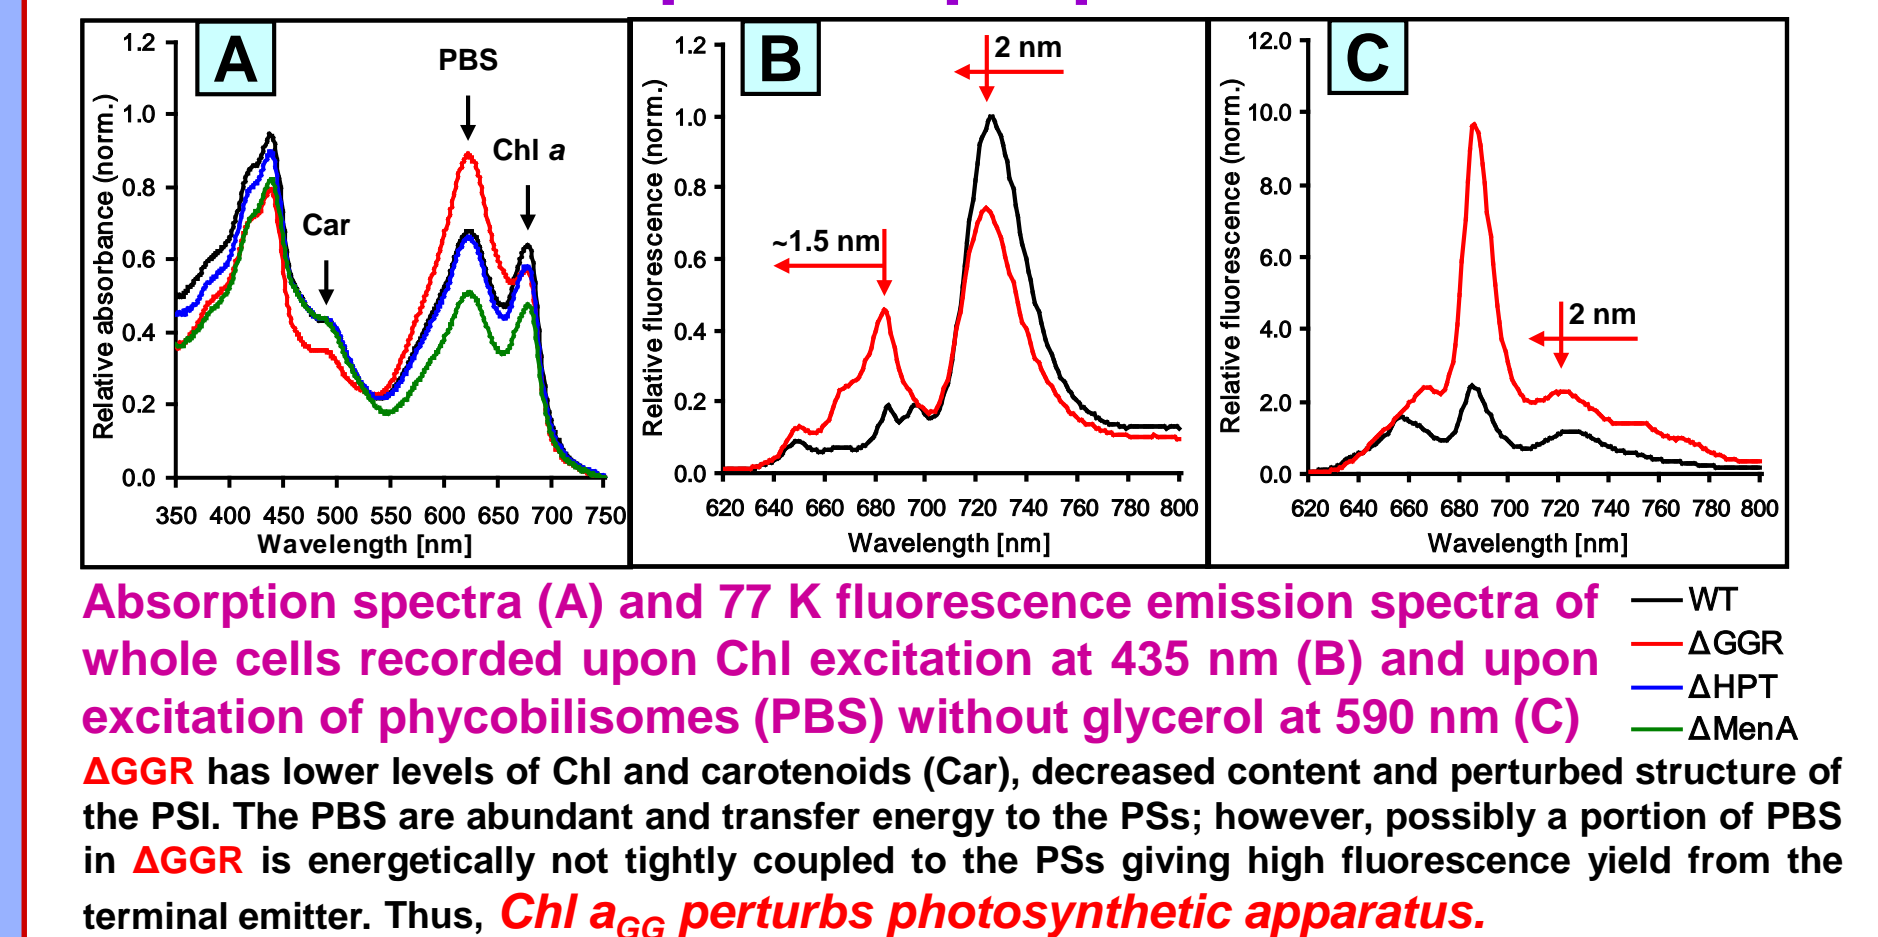 A
PBS
Chl a
Car
1.2
1.0
0.8
0.6
0.4
0.2
0.0
Relative absorbance (norm.)
350 400 450 500 550 600 650 700 750
Wavelength [nm]
B
2 nm
~1.5 nm
1.2
1.0
0.8
0.6
0.4
0.2
0.0
Relative fluorescence (norm.)
620 640 660 680 700 720 740 760 780 800
Wavelength [nm]
C
2 nm
12.0
10.0
8.0
6.0
4.0
2.0
0.0
Relative fluorescence (norm.)
620 640 660 680 700 720 740 760 780 800
Wavelength [nm]
Absorption spectra (A) and 77 K fluorescence emission spectra of
whole cells recorded upon Chl excitation at 435 nm (B) and upon
excitation of phycobilisomes (PBS) without glycerol at 590 nm (C)
WT
ΔGGR
ΔHPT
ΔMenA
ΔGGR has lower levels of Chl and carotenoids (Car), decreased content and perturbed structure of
the PSI. The PBS are abundant and transfer energy to the PSs; however, possibly a portion of PBS
in ΔGGR is energetically not tightly coupled to the PSs giving high fluorescence yield from the
terminal emitter. Thus, Chl aGG perturbs photosynthetic apparatus.